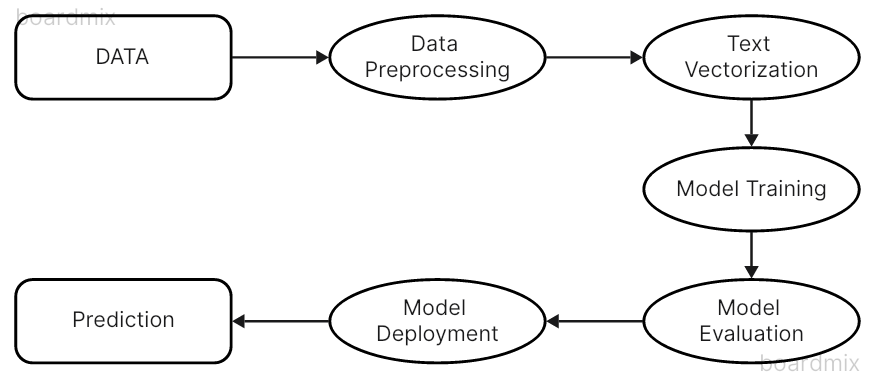 boardmix
DATA
Data
Preprocessing
Text
Vectorization
Model Training
Model
Evaluation
Model
Deployment
Prediction
boardmix